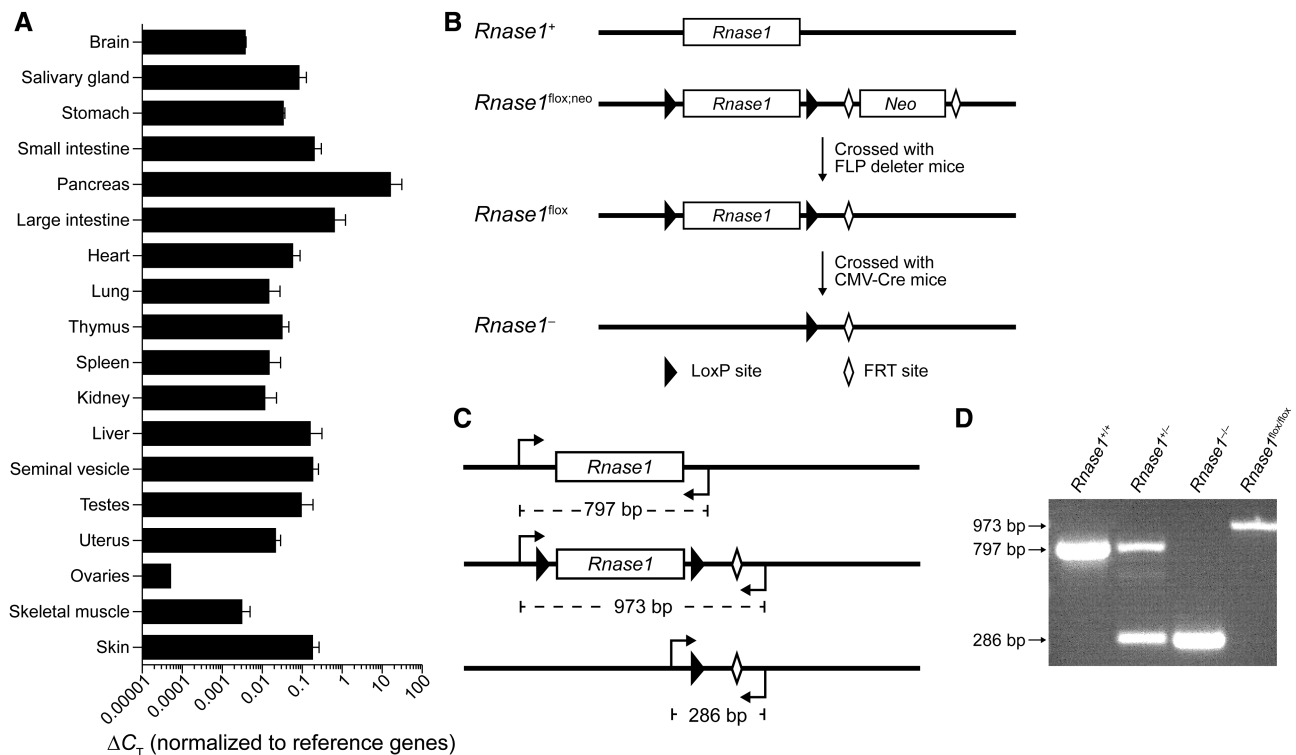 A
Brain
Salivary gland
Stomach
Small intestine
Pancreas
Large intestine
Heart
Lung
Thymus
Spleen
Kidney
Liver
Seminal vesicle
Testes
Uterus
Ovaries
Skeletal muscle
Skin
0.00001 0.0001 0.001 0.01 0.1 1 10 100
ΔCT (normalized to reference genes)
B
Rnase1+
Rnase1
Rnase1flox;neo
Rnase1 Neo
Crossed with
FLP deleter mice
Rnase1flox
Rnase1
Crossed with
CMV-Cre mice
Rnase1–
LoxP site FRT site
C
Rnase1
797 bp
Rnase1
973 bp
286 bp
D
Rnase1+/+ Rnase1+/– Rnase1–/– Rnase1flox/flox
973 bp
797 bp
286 bp